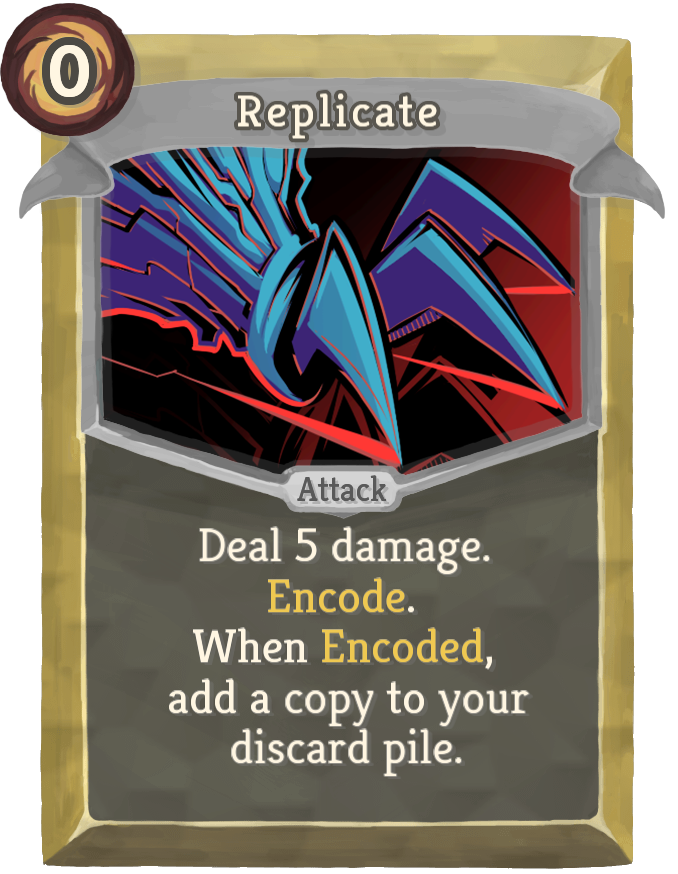 0
Replicate
Attack
Deal 5 damage.
Encode.
When Encoded,
add a copy to your
discard pile.